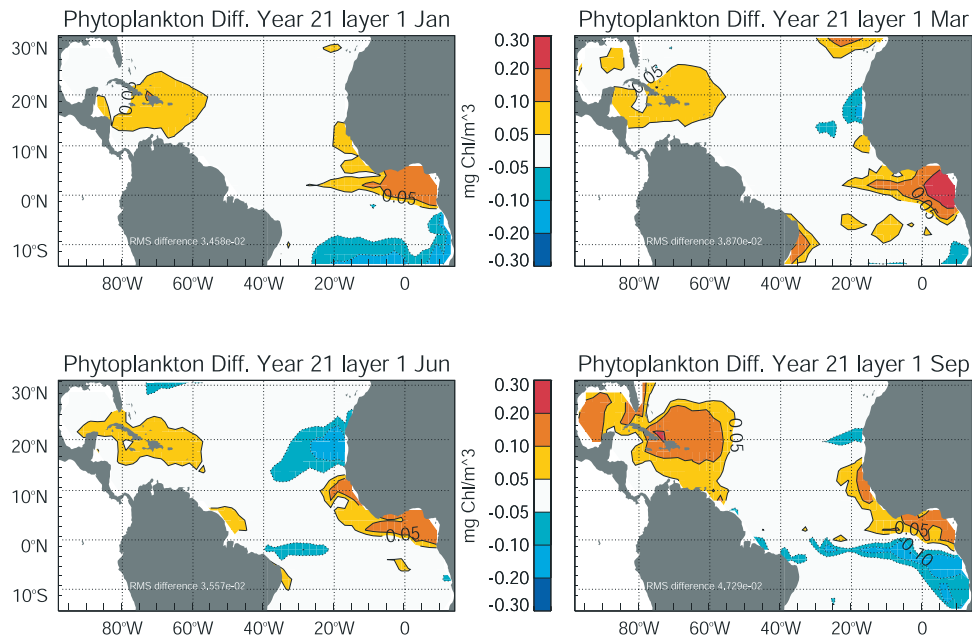 Phytoplankton Diff. Year 21 layer 1 Jan
Phytoplankton Diff. Year 21 layer 1 Mar
30°N
20°N
10°N
0°N
10°S
0.05
0.05
RMS difference 3,458e-02
80°W 60°W 40°W 20°W 0
mg Chl/m^3
0.30
0.20
0.10
0.05
-0.05
-0.10
-0.20
-0.30
0.05
0.05
RMS difference 3,870e-02
80°W 60°W 40°W 20°W 0
Phytoplankton Diff. Year 21 layer 1 Jun
Phytoplankton Diff. Year 21 layer 1 Sep
30°N
20°N
10°N
0°N
10°S
0.05
RMS difference 3,557e-02
80°W 60°W 40°W 20°W 0
mg Chl/m^3
0.30
0.20
0.10
0.05
-0.05
-0.10
-0.20
-0.30
0.05
0.05
-0.10
RMS difference 4,729e-02
80°W 60°W 40°W 20°W 0